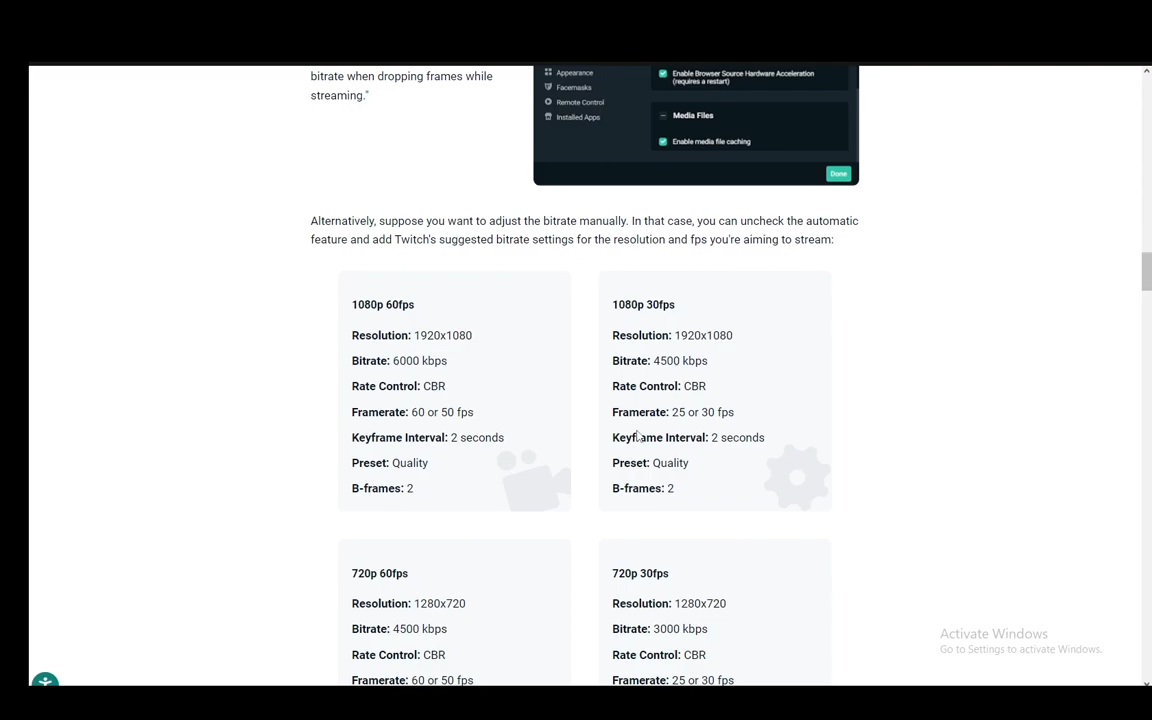 bitrate when dropping frames while
streaming."
Appearance
Facemasks
Remote Control
Installed Apps
Enable Browser Source Hardware Acceleration
(requires a restart)
Media Files
Enable media file caching
Done
Alternatively, suppose you want to adjust the bitrate manually. In that case, you can uncheck the automatic
feature and add Twitch's suggested bitrate settings for the resolution and fps you're aiming to stream:
1080p 60fps
Resolution: 1920x1080
Bitrate: 6000 kbps
Rate Control: CBR
Framerate: 60 or 50 fps
Keyframe Interval: 2 seconds
Preset: Quality
B-frames: 2
1080p 30fps
Resolution: 1920x1080
Bitrate: 4500 kbps
Rate Control: CBR
Framerate: 25 or 30 fps
Keyframe Interval: 2 seconds
Preset: Quality
B-frames: 2
720p 60fps
Resolution: 1280x720
Bitrate: 4500 kbps
Rate Control: CBR
Framerate: 60 or 50 fps
720p 30fps
Resolution: 1280x720
Bitrate: 3000 kbps
Rate Control: CBR
Framerate: 25 or 30 fps
Activate Windows
Go to Settings to activate Windows.